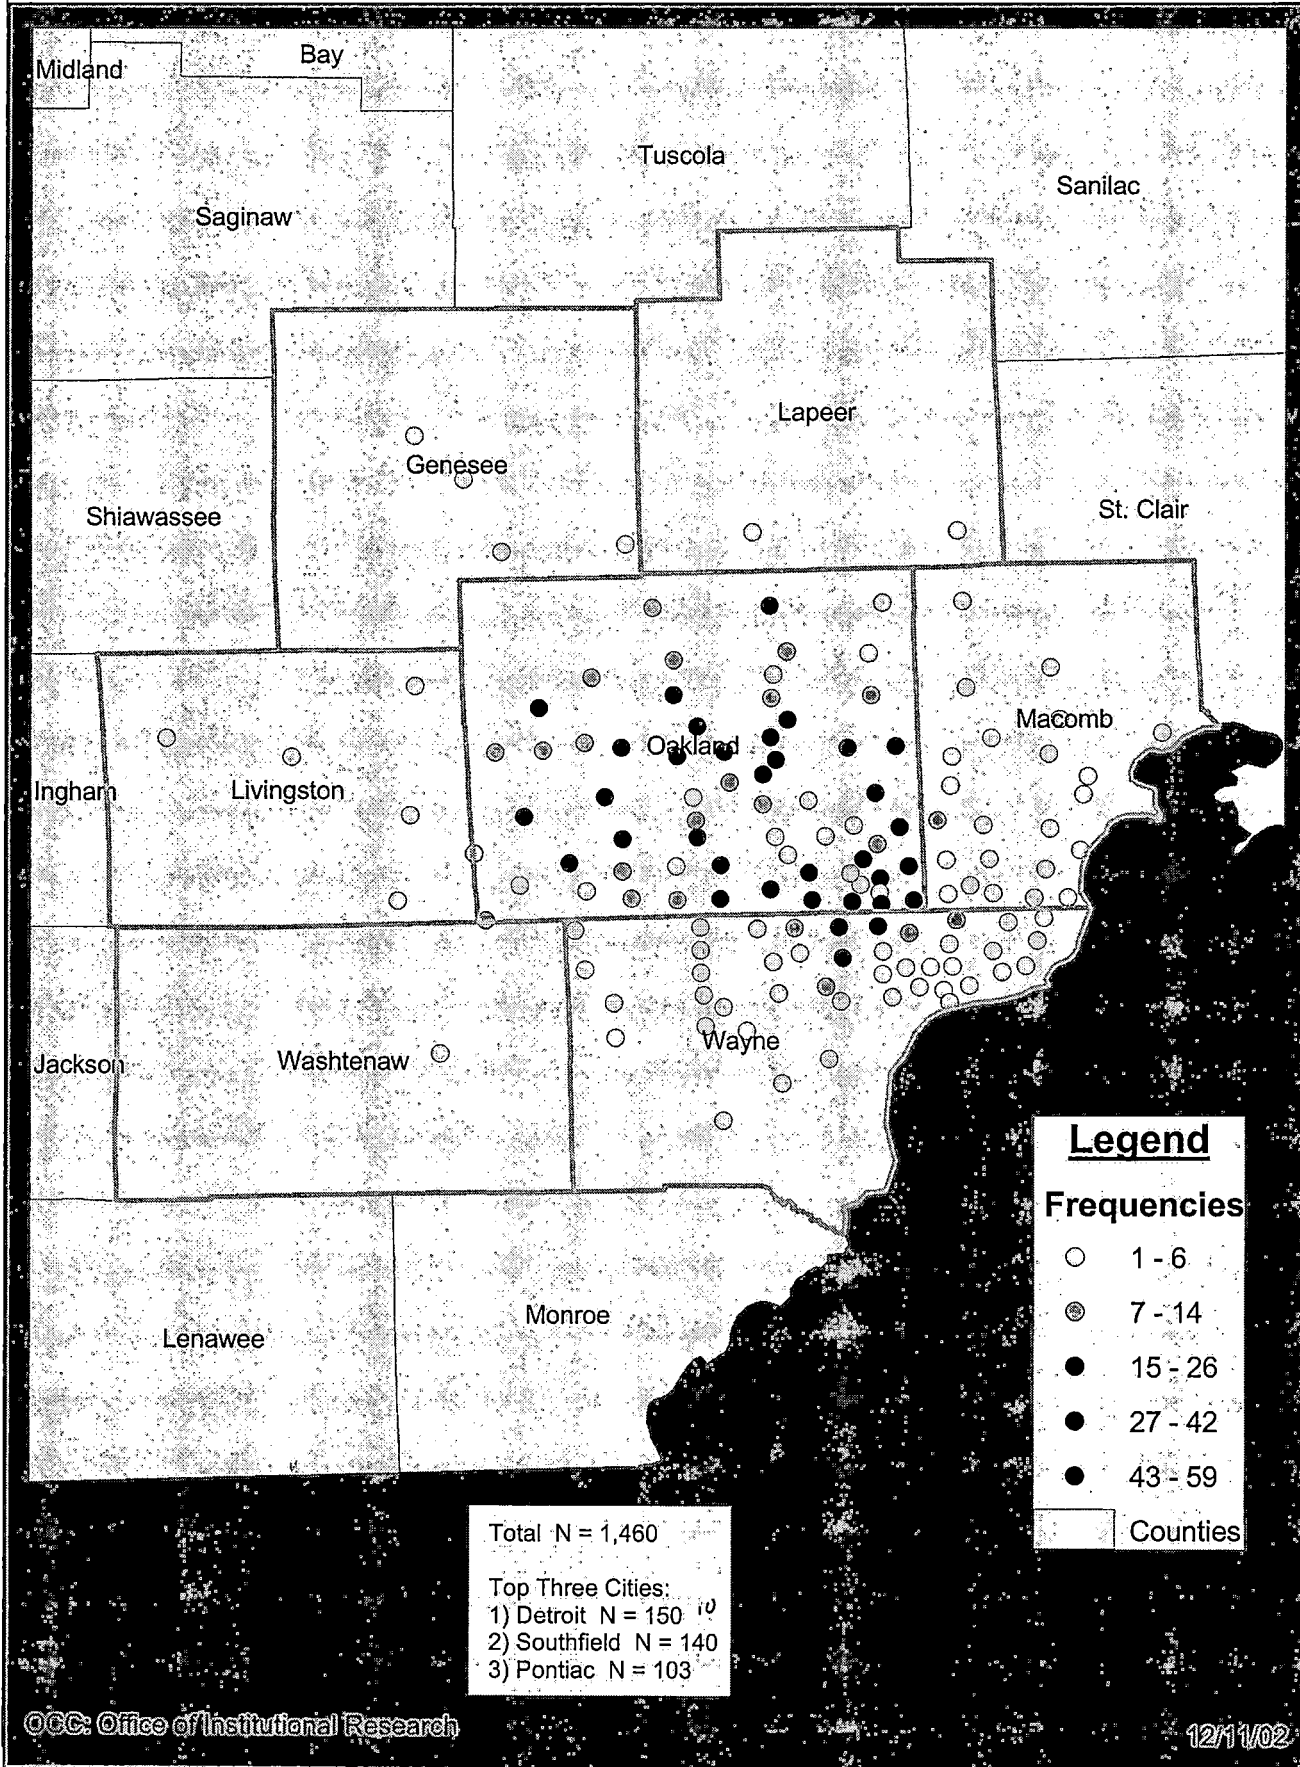 Midland
Bay
Tuscola
Sanilac
Saginaw
Lapeer
Genesee
Shiawassee
St. Clair
Macomb
Oakland
Ingham
Livingston
Wayne
Jackson
Washtenaw
Legend
Frequencies
1 - 6
7 - 14
15 - 26
27 - 42
43 - 59
Counties
Monroe
Lenawee
Total N = 1,460
Top Three Cities:
1) Detroit N = 150 10
2) Southfield N = 140
3) Pontiac N = 103
OCC: Office of Institutional Research
12/11/02